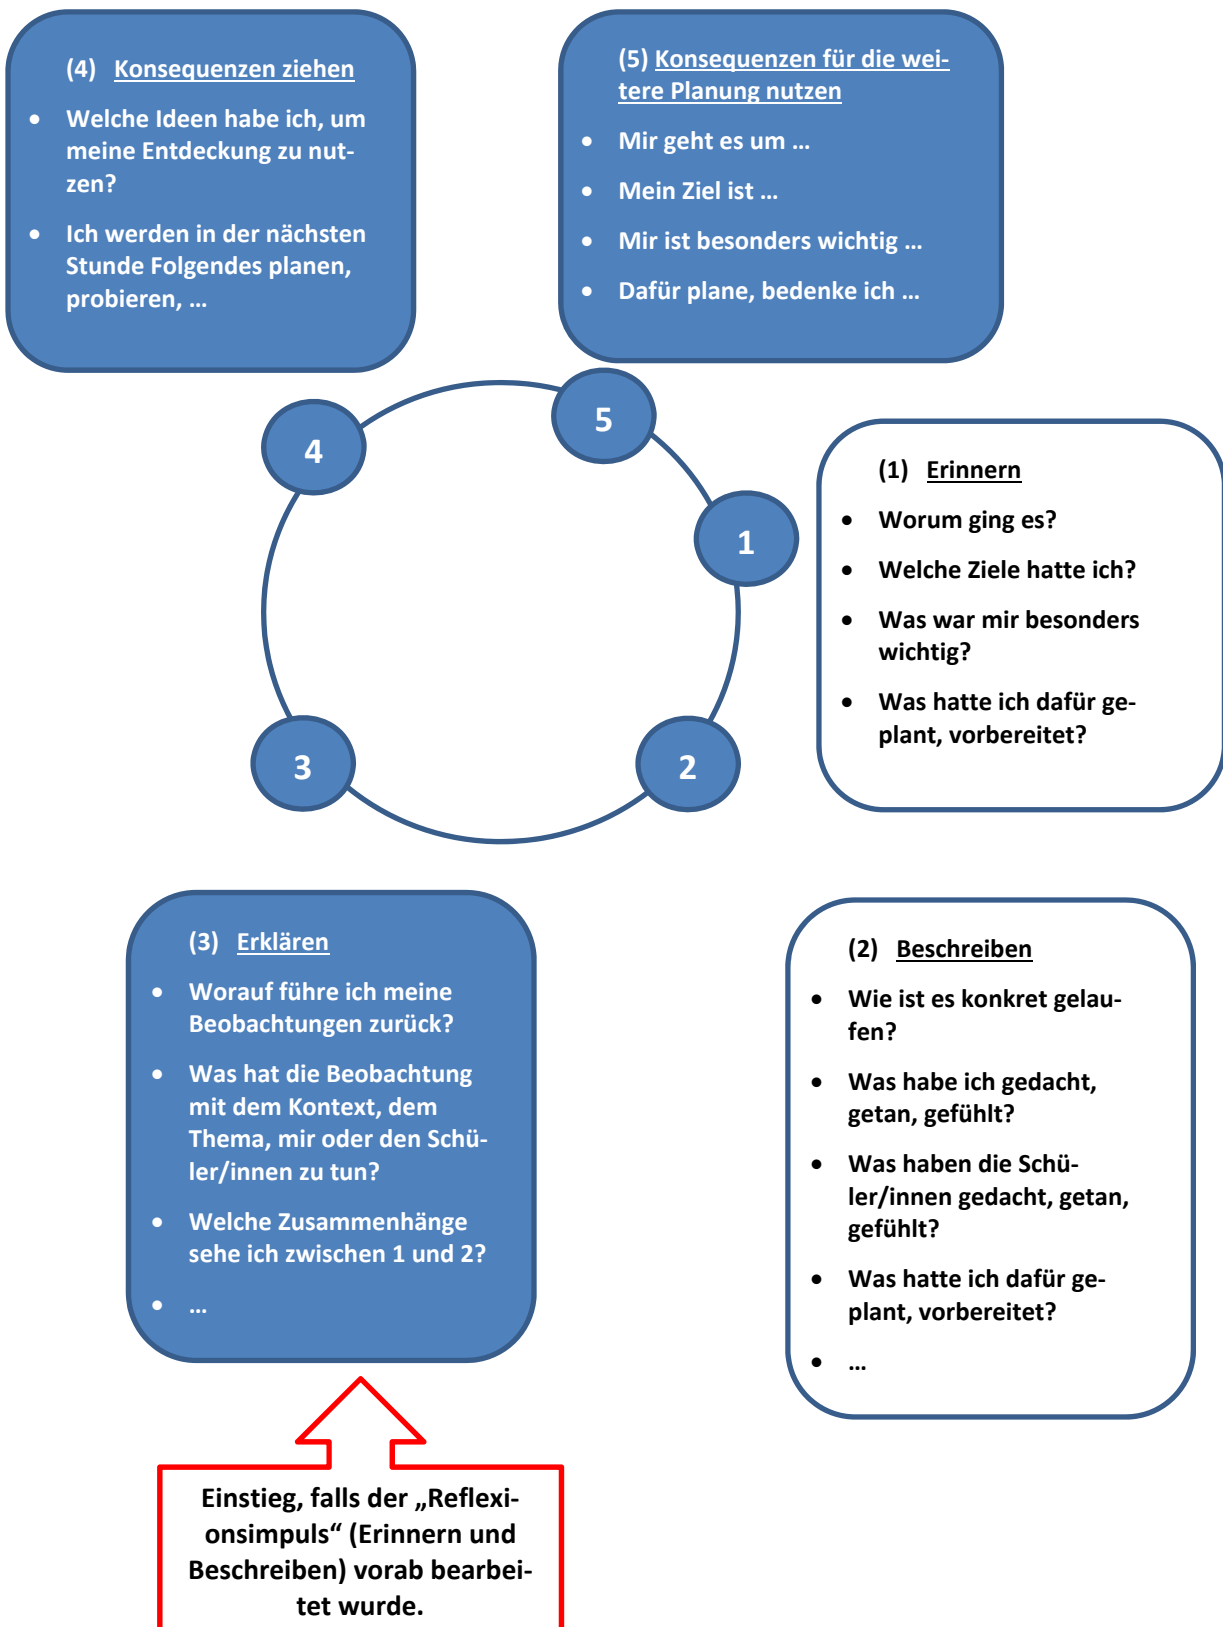 (4) Konsequenzen ziehen
• Welche Ideen habe ich, um
meine Entdeckung zu nut-
zen?
• Ich werden in der nächsten
Stunde Folgendes planen,
probieren, …
(5) Konsequenzen für die wei-
tere Planung nutzen
• Mir geht es um …
• Mein Ziel ist …
• Mir ist besonders wichtig …
• Dafür plane, bedenke ich …
5
4
1
3
2
(1) Erinnern
• Worum ging es?
• Welche Ziele hatte ich?
• Was war mir besonders
wichtig?
• Was hatte ich dafür ge-
plant, vorbereitet?
(3) Erklären
• Worauf führe ich meine
Beobachtungen zurück?
• Was hat die Beobachtung
mit dem Kontext, dem
Thema, mir oder den Schü-
ler/innen zu tun?
• Welche Zusammenhänge
sehe ich zwischen 1 und 2?
• …
(2) Beschreiben
• Wie ist es konkret gelau-
fen?
• Was habe ich gedacht,
getan, gefühlt?
• Was haben die Schü-
ler/innen gedacht, getan,
gefühlt?
• Was hatte ich dafür ge-
plant, vorbereitet?
• …
Einstieg, falls der „Reflexi-
onsimpuls“ (Erinnern und
Beschreiben) vorab bearbei-
tet wurde.